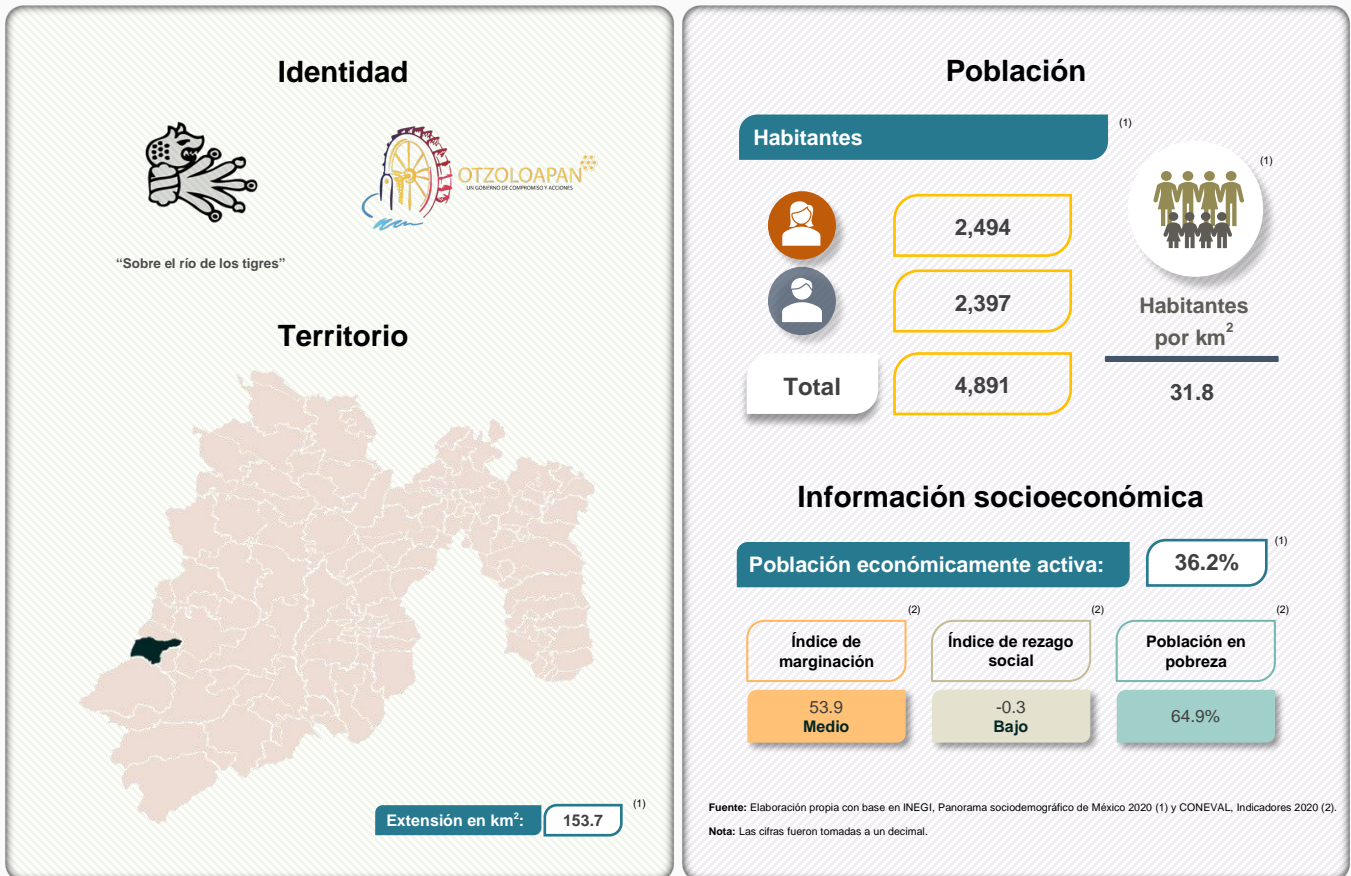 Identidad
OTZOLOAPAN
UN GOBIERNO DE COMPROMISO Y ACCIONES
“Sobre el río de los tigres”
Territorio
Extensión en km²:
153.7
(1)
Población
Habitantes
(1)
(1)
2,494
2,397
Total
4,891
Habitantes
por km²
31.8
Información socioeconómica
Población económicamente activa:
36.2%
(1)
(2)
(2)
(2)
Índice de
marginación
Índice de rezago
social
Población en
pobreza
53.9
Medio
-0.3
Bajo
64.9%
Fuente: Elaboración propia con base en INEGI, Panorama sociodemográfico de México 2020 (1) y CONEVAL, Indicadores 2020 (2).
Nota: Las cifras fueron tomadas a un decimal.